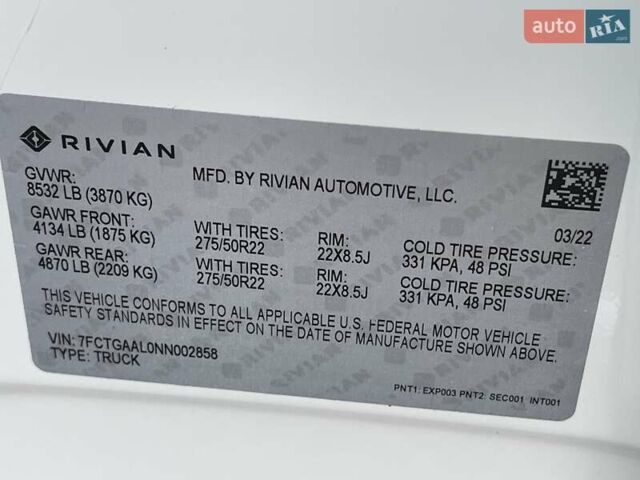 auto RIA.com
RIVIAN
MFD. BY RIVIAN AUTOMOTIVE, LLC.
GVWR:
8532 LB (3870 KG)
03/22
GAWR FRONT:
4134 LB (1875 KG)
WITH TIRES:
275/50R22
RIM:
22X8.5J
COLD TIRE PRESSURE:
331 KPA, 48 PSI
GAWR REAR:
4870 LB (2209 KG)
WITH TIRES:
275/50R22
RIM:
22X8.5J
COLD TIRE PRESSURE:
331 KPA, 48 PSI
THIS VEHICLE CONFORMS TO ALL APPLICABLE U.S. FEDERAL MOTOR VEHICLE
SAFETY STANDARDS IN EFFECT ON THE DATE OF MANUFACTURE SHOWN ABOVE.
VIN: 7FCTGAAL0NN002858
TYPE: TRUCK
PNT1: EXP003 PNT2: SEC001 INT001